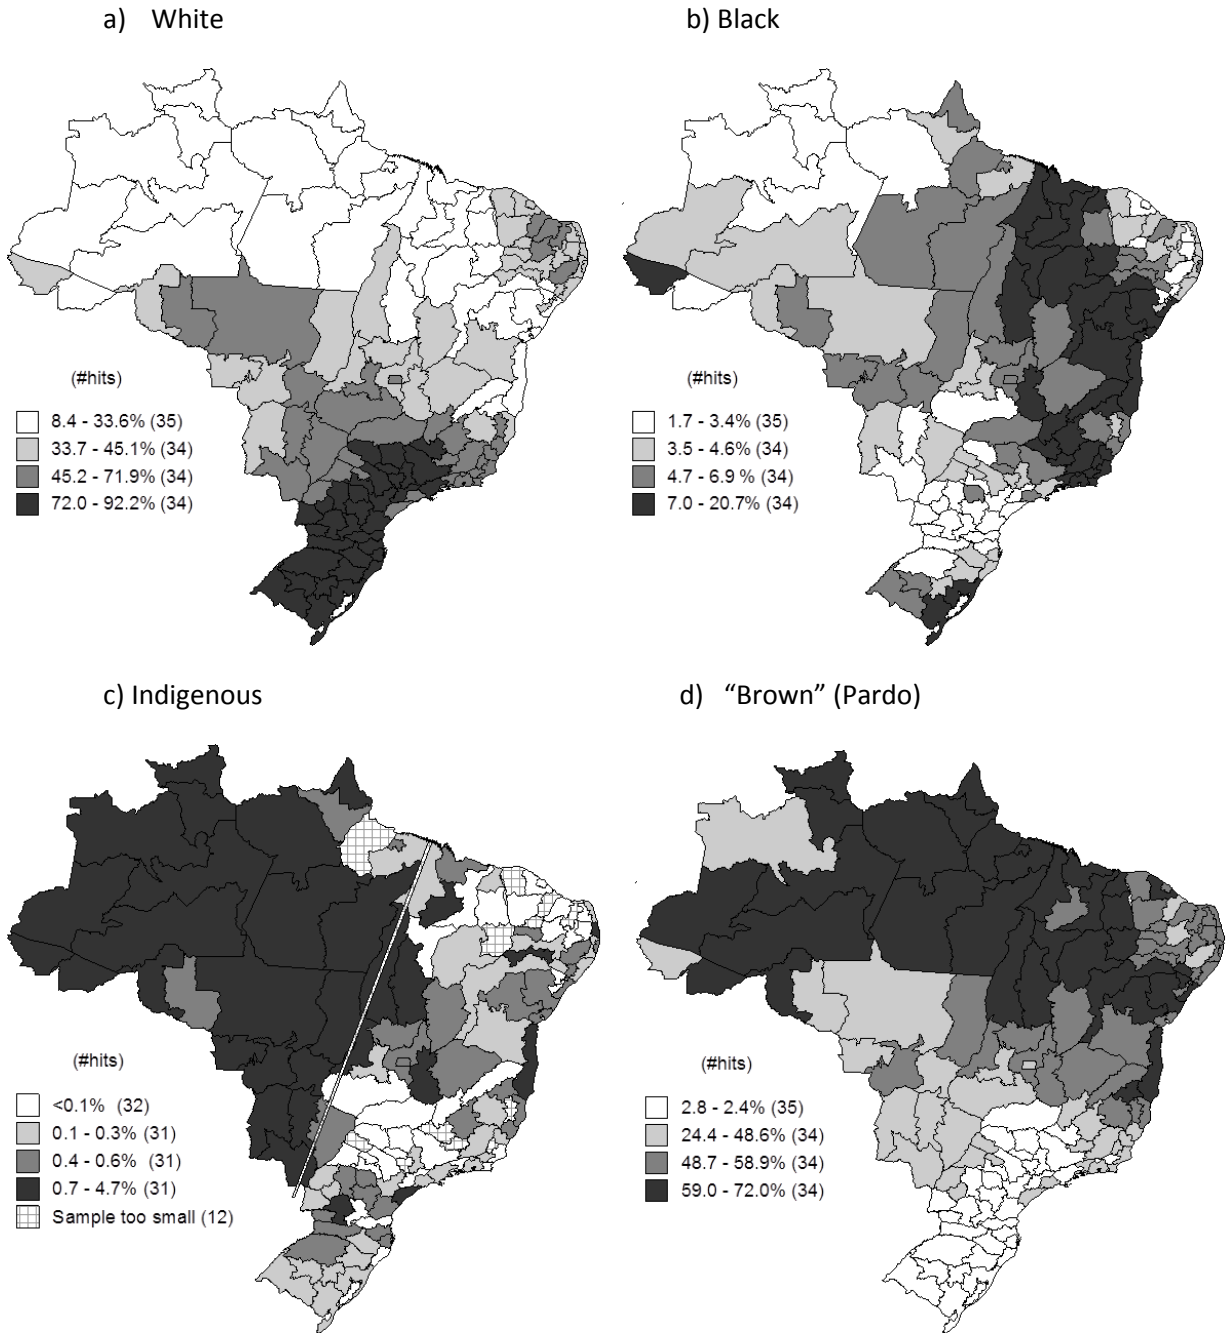 a) White
b) Black
(#hits)
8.4 - 33.6% (35)
33.7 - 45.1% (34)
45.2 - 71.9% (34)
72.0 - 92.2% (34)
(#hits)
1.7 - 3.4% (35)
3.5 - 4.6% (34)
4.7 - 6.9 % (34)
7.0 - 20.7% (34)
c) Indigenous
d) “Brown” (Pardo)
(#hits)
<0.1% (32)
0.1 - 0.3% (31)
0.4 - 0.6% (31)
0.7 - 4.7% (31)
Sample too small (12)
(#hits)
2.8 - 2.4% (35)
24.4 - 48.6% (34)
48.7 - 58.9% (34)
59.0 - 72.0% (34)